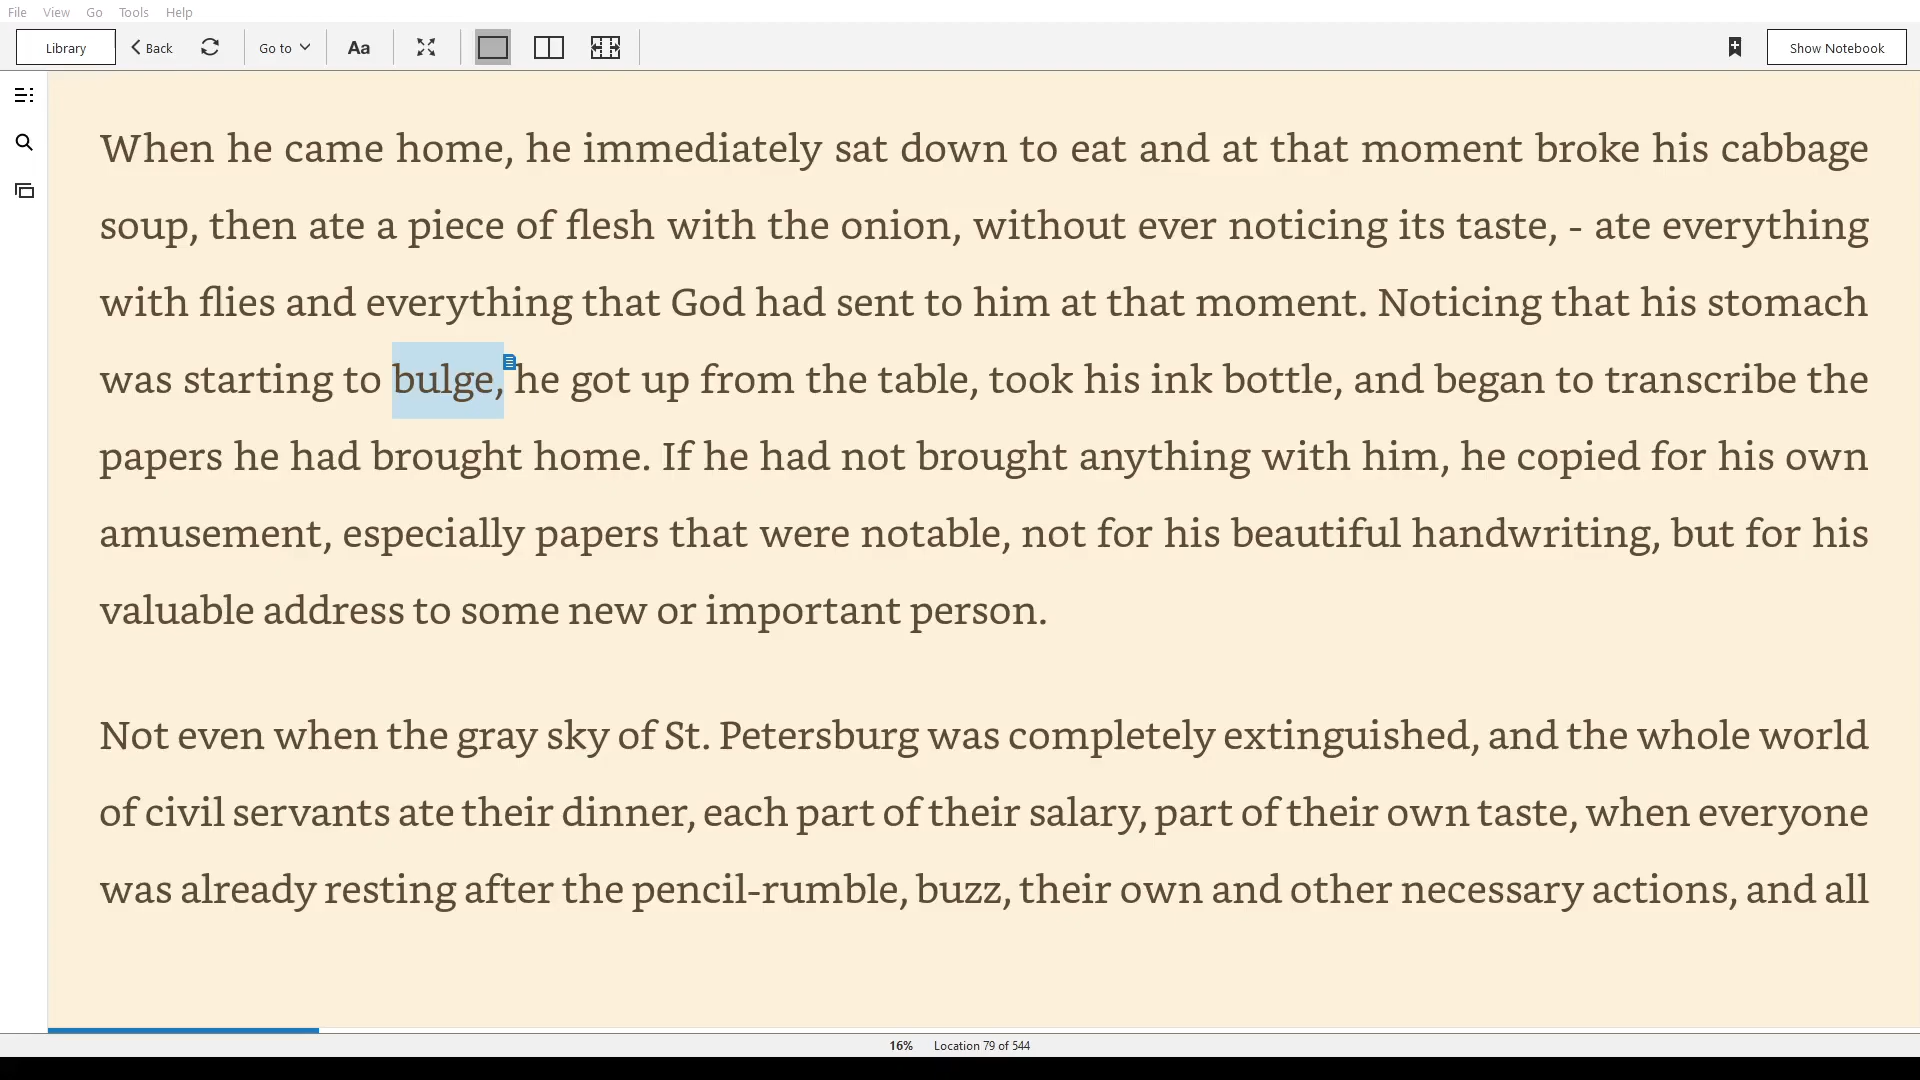 File View Go Tools Help
Library Back Go to Aa Show Notebook
When he came home, he immediately sat down to eat and at that moment broke his cabbage
soup, then ate a piece of flesh with the onion, without ever noticing its taste, - ate everything
with flies and everything that God had sent to him at that moment. Noticing that his stomach
was starting to bulge, he got up from the table, took his ink bottle, and began to transcribe the
papers he had brought home. If he had not brought anything with him, he copied for his own
amusement, especially papers that were notable, not for his beautiful handwriting, but for his
valuable address to some new or important person.
Not even when the gray sky of St. Petersburg was completely extinguished, and the whole world
of civil servants ate their dinner, each part of their salary, part of their own taste, when everyone
was already resting after the pencil-rumble, buzz, their own and other necessary actions, and all
16% Location 79 of 544